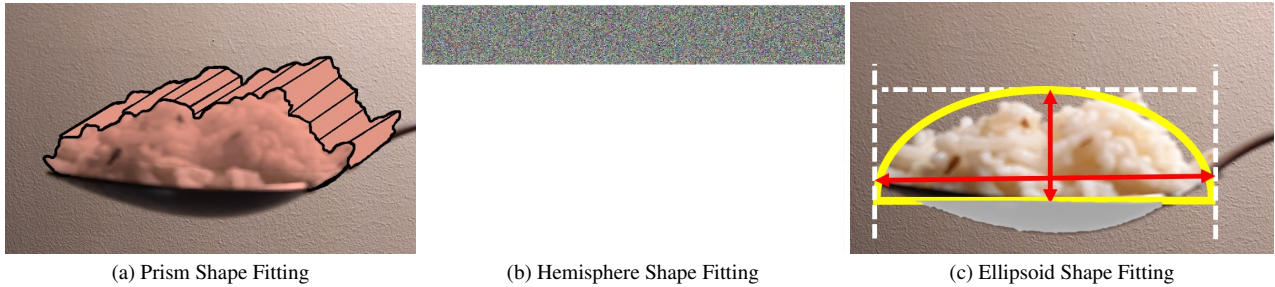 (a) Prism Shape Fitting
(b) Hemisphere Shape Fitting
(c) Ellipsoid Shape Fitting